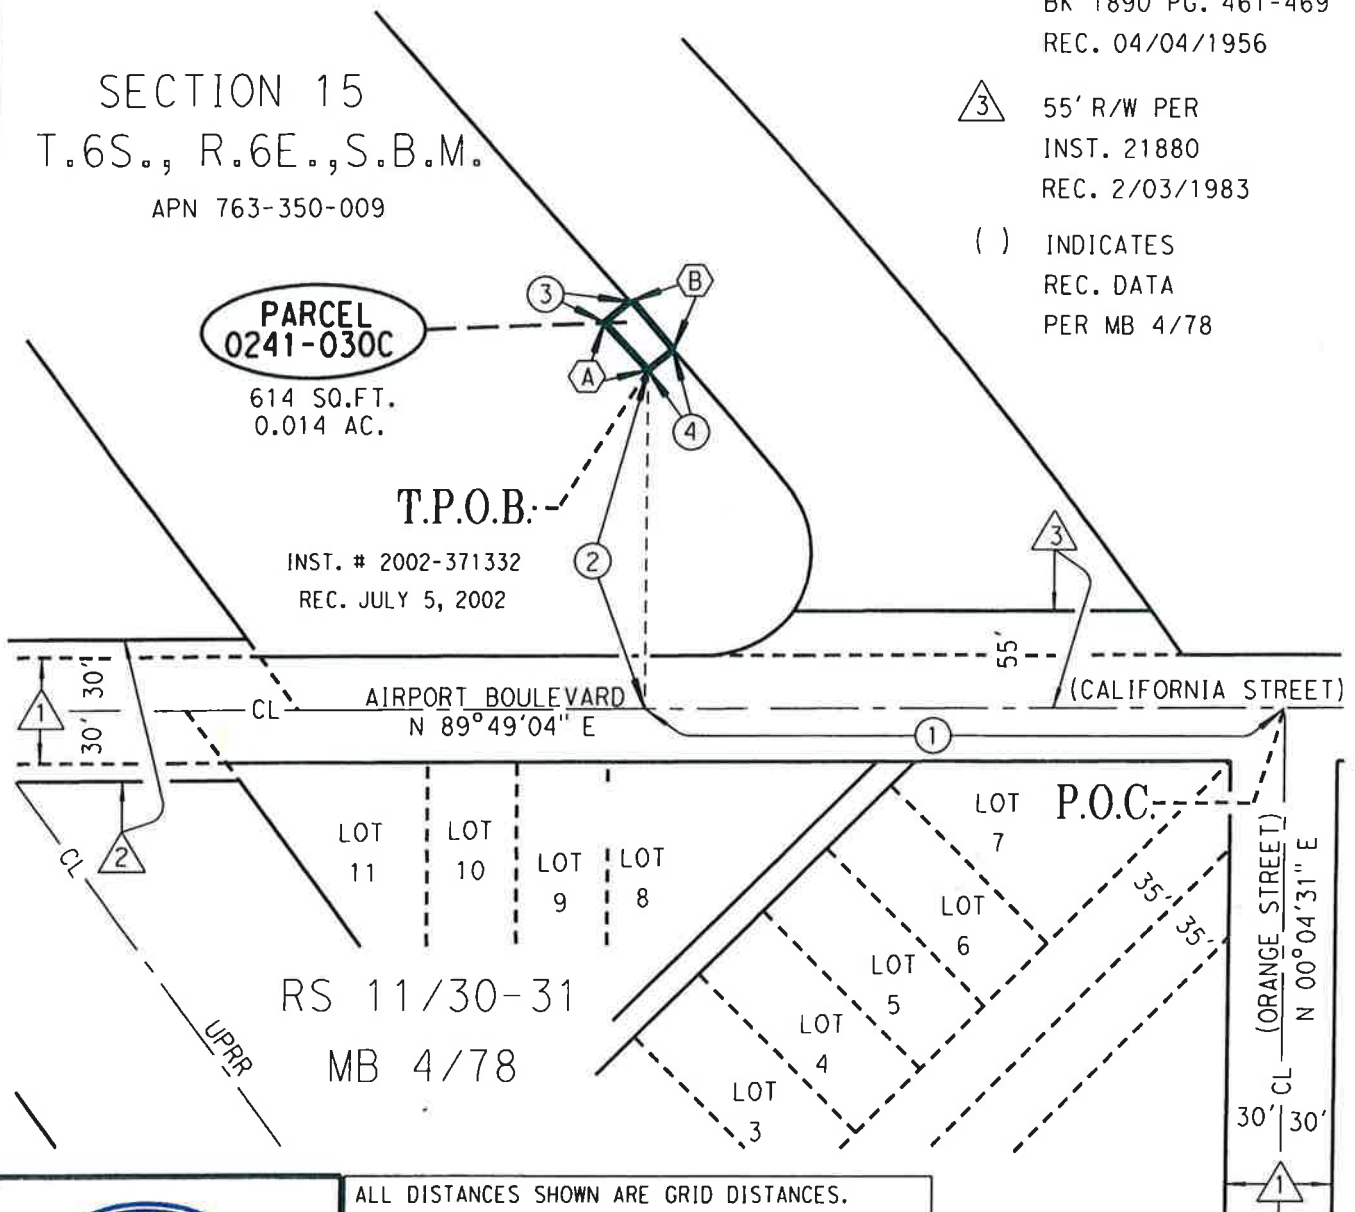 BK 1890 PG. 461-469
REC. 04/04/1956
SECTION 15
T.6S., R.6E.,S.B.M.
APN 763-350-009
3
55' R/W PER
INST. 21880
REC. 2/03/1983
( ) INDICATES
REC. DATA
PER MB 4/78
3
B
PARCEL
0241-030C
614 SQ.FT.
0.014 AC.
A
4
T.P.O.B.
INST. # 2002-371332
REC. JULY 5, 2002
2
3
55'
1
30'
30'
CL
AIRPORT BOULEVARD
N 89°49'04" E
(CALIFORNIA STREET)
1
P.O.C.
CL
2
LOT
11
LOT
10
LOT
9
LOT
8
LOT
7
LOT
6
LOT
5
LOT
4
LOT
3
35'
35'
(ORANGE STREET)
N 00°04'31" E
CL
RS 11/30-31
MB 4/78
UPRR
30'
30'
1
ALL DISTANCES SHOWN ARE GRID DISTANCES.